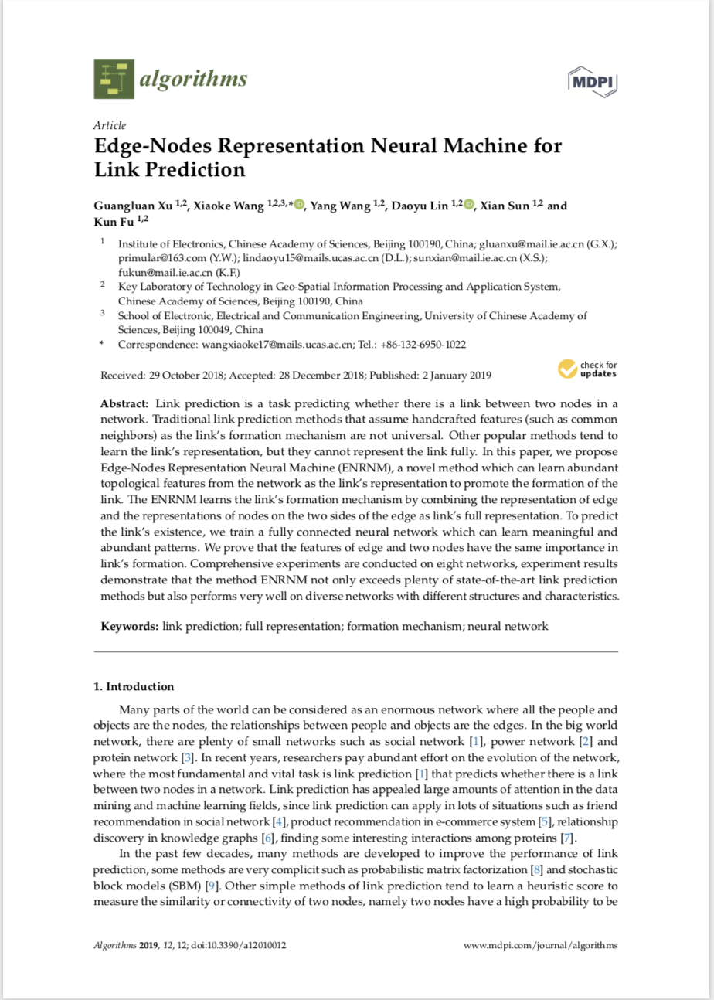 algorithms
MDPI
Article
Edge-Nodes Representation Neural Machine for
Link Prediction
Guangluan Xu 1,2, Xiaoke Wang 1,2,3,* iD, Yang Wang 1,2, Daoyu Lin 1,2 iD, Xian Sun 1,2 and
Kun Fu 1,2
1 Institute of Electronics, Chinese Academy of Sciences, Beijing 100190, China; gluanxu@mail.ie.ac.cn (G.X.);
primular@163.com (Y.W.); lindaoyu15@mails.ucas.ac.cn (D.L.); sunxian@mail.ie.ac.cn (X.S.);
fukun@mail.ie.ac.cn (K.F.)
2 Key Laboratory of Technology in Geo-Spatial Information Processing and Application System,
Chinese Academy of Sciences, Beijing 100190, China
3 School of Electronic, Electrical and Communication Engineering, University of Chinese Academy of
Sciences, Beijing 100049, China
* Correspondence: wangxiaoke17@mails.ucas.ac.cn; Tel.: +86-132-6950-1022
Received: 29 October 2018; Accepted: 28 December 2018; Published: 2 January 2019
check for
updates
Abstract: Link prediction is a task predicting whether there is a link between two nodes in a
network. Traditional link prediction methods that assume handcrafted features (such as common
neighbors) as the link's formation mechanism are not universal. Other popular methods tend to
learn the link's representation, but they cannot represent the link fully. In this paper, we propose
Edge-Nodes Representation Neural Machine (ENRNM), a novel method which can learn abundant
topological features from the network as the link's representation to promote the formation of the
link. The ENRNM learns the link's formation mechanism by combining the representation of edge
and the representations of nodes on the two sides of the edge as link's full representation. To predict
the link's existence, we train a fully connected neural network which can learn meaningful and
abundant patterns. We prove that the features of edge and two nodes have the same importance in
link's formation. Comprehensive experiments are conducted on eight networks, experiment results
demonstrate that the method ENRNM not only exceeds plenty of state-of-the-art link prediction
methods but also performs very well on diverse networks with different structures and characteristics.
Keywords: link prediction; full representation; formation mechanism; neural network
1. Introduction
Many parts of the world can be considered as an enormous network where all the people and
objects are the nodes, the relationships between people and objects are the edges. In the big world
network, there are plenty of small networks such as social network [1], power network [2] and
protein network [3]. In recent years, researchers pay abundant effort on the evolution of the network,
where the most fundamental and vital task is link prediction [1] that predicts whether there is a link
between two nodes in a network. Link prediction has appealed large amounts of attention in the data
mining and machine learning fields, since link prediction can apply in lots of situations such as friend
recommendation in social network [4], product recommendation in e-commerce system [5], relationship
discovery in knowledge graphs [6], finding some interesting interactions among proteins [7].
In the past few decades, many methods are developed to improve the performance of link
prediction, some methods are very complicit such as probabilistic matrix factorization [8] and stochastic
block models (SBM) [9]. Other simple methods of link prediction tend to learn a heuristic score to
measure the similarity or connectivity of two nodes, namely two nodes have a high probability to be
Algorithms 2019, 12, 12; doi:10.3390/a12010012
www.mdpi.com/journal/algorithms